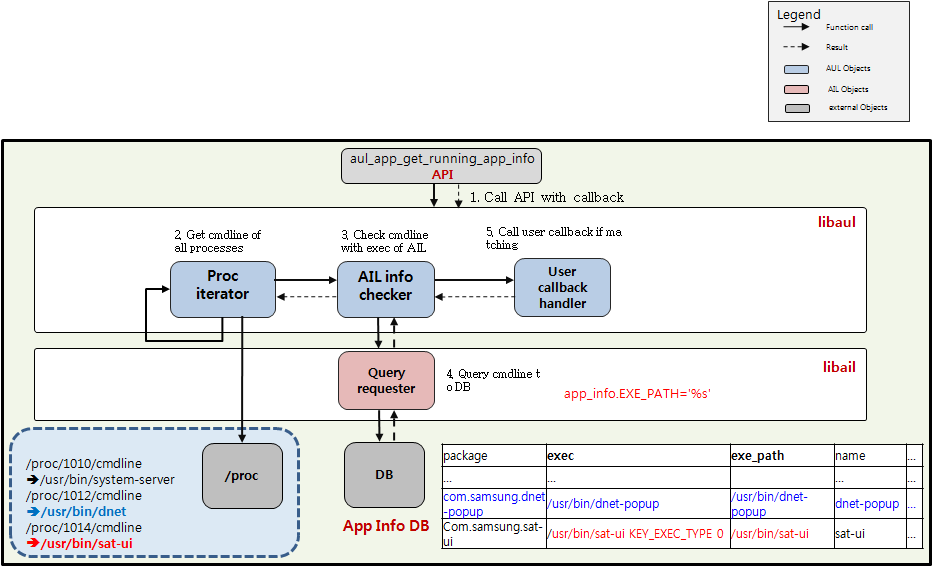 Legend
Function call
Result
AUL Objects
AIL Objects
external Objects
aul_app_get_running_app_info
API
1. Call API with callback
libaul
2, Get cmdline of
all processes
3, Check cmdline
with exec of AIL
5, Call user callback if ma
tching
Proc
iterator
AIL info
checker
User
callback
handler
libail
Query
requester
4, Query cmdline t
o DB
app_info.EXE_PATH='%s'
/proc/1010/cmdline
➔/usr/bin/system-server
/proc/1012/cmdline
➔/usr/bin/dnet
/proc/1014/cmdline
➔/usr/bin/sat-ui
/proc
DB
App Info DB
package exec exe_path name ...
... ... ... ...
com.samsung.dnet
-popup /usr/bin/dnet-popup /usr/bin/dnet-
popup dnet-popup ...
Com.samsung.sat-
ui /usr/bin/sat-ui KEY_EXEC_TYPE 0 /usr/bin/sat-ui sat-ui ...